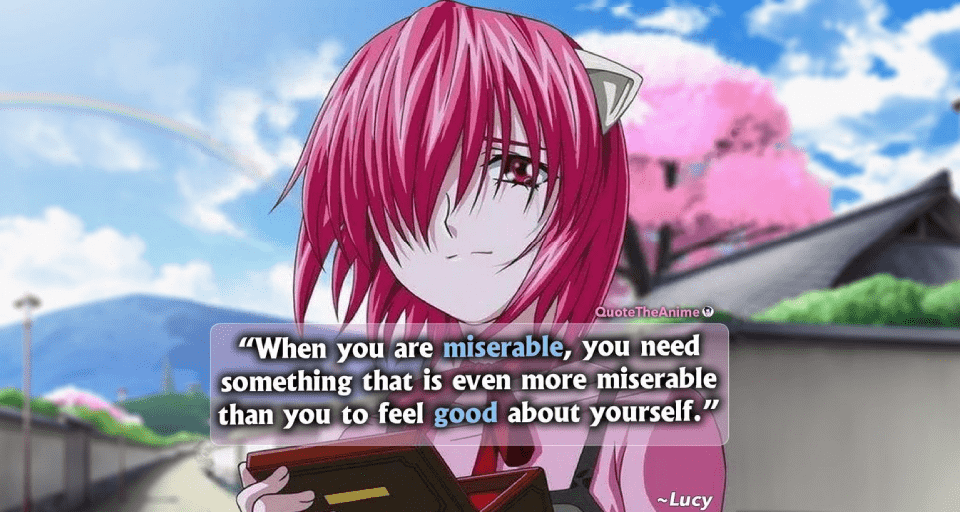 QuoteTheAnime
“When you are miserable, you need
something that is even more miserable
than you to feel good about yourself.”
~Lucy